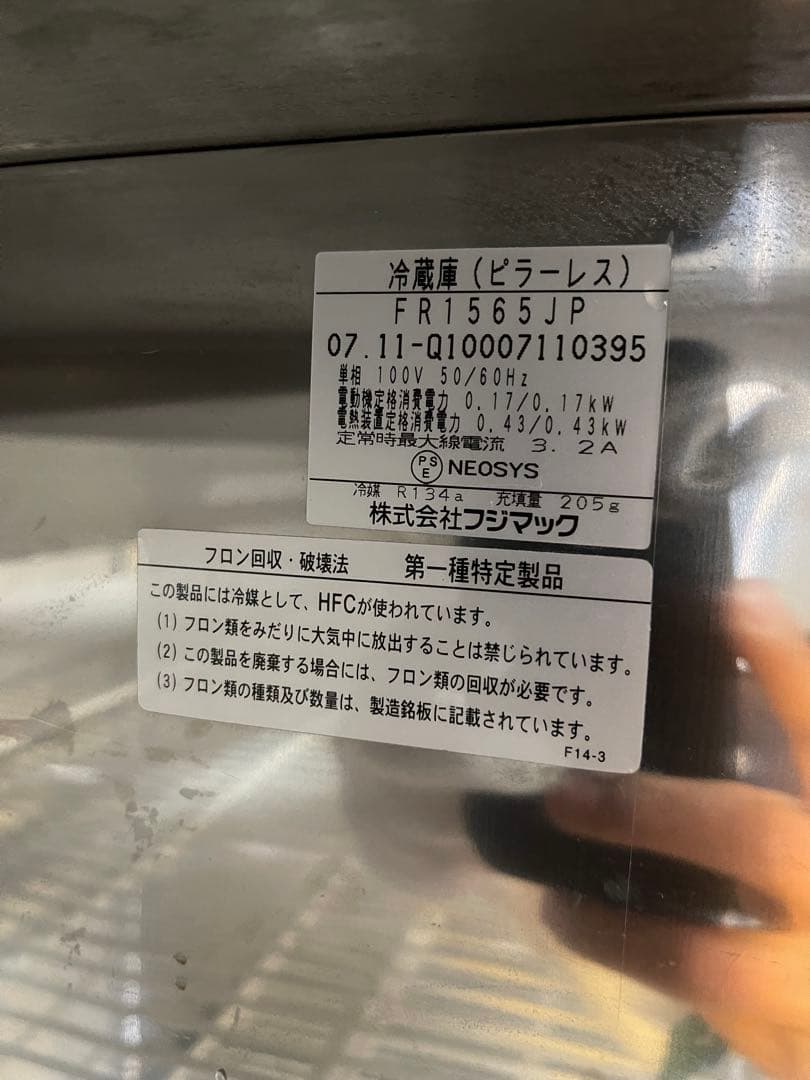 冷蔵庫(ピラーレス)
FR1565JP
07.11-Q10007110395
単相 100V 50/60Hz
電動機定格消費電力 0.17/0.17kW
電熱装置定格消費電力 0.43/0.43kW
定常時最大線電流 3.2A
PSE NEOSYS
冷媒 R134a 充填量 205g
株式会社フジマック
フロン回収・破壊法 第一種特定製品
この製品には冷媒として、HFCが使われています。
(1) フロン類をみだりに大気中に放出することは禁じられています。
(2) この製品を廃棄する場合には、フロン類の回収が必要です。
(3) フロン類の種類及び数量は、製造銘板に記載されています。
F14-3